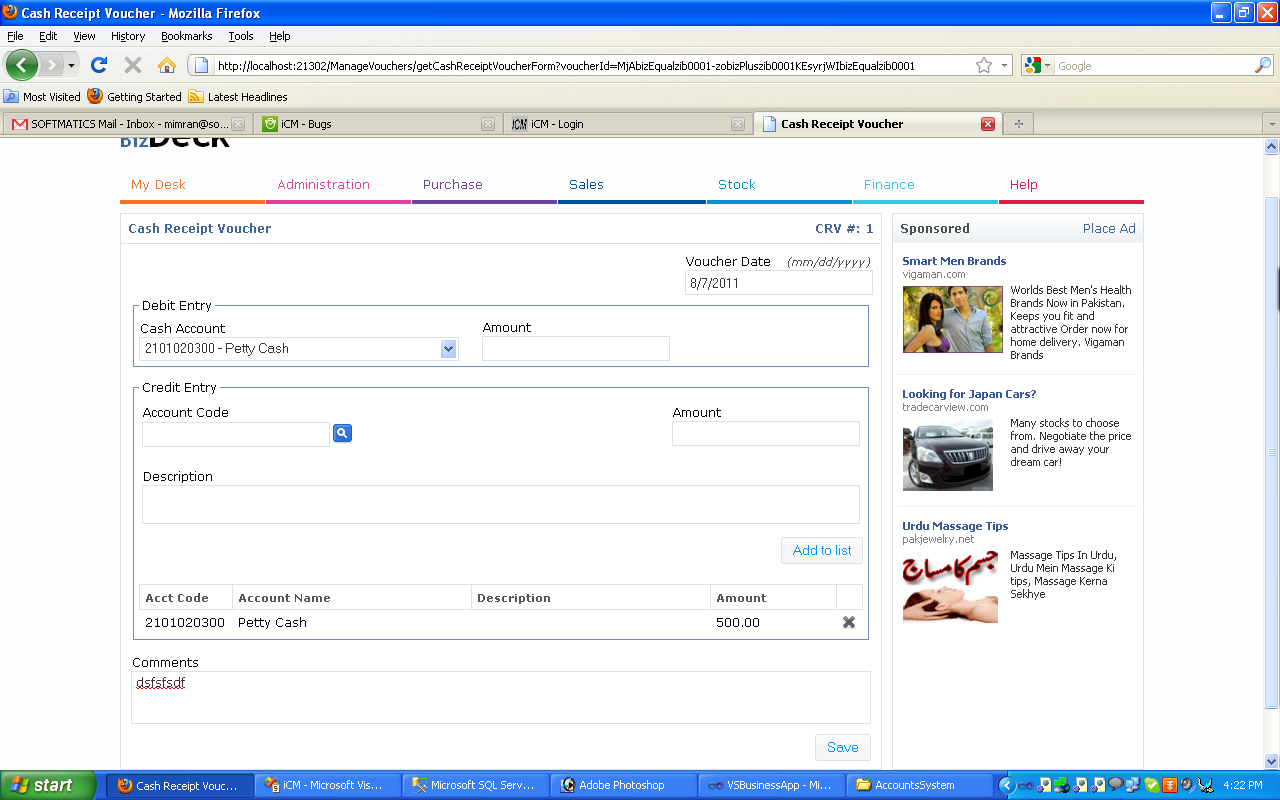 Cash Receipt Voucher - Mozilla Firefox
File Edit View History Bookmarks Tools Help
http://localhost:21302/ManageVouchers/getCashReceiptVoucherForm?voucherId=MjAbizEqualzib0001-zobizPluszib0001KEsyrjWIbizEqualzib0001
Google
Most Visited Getting Started Latest Headlines
SOFTMATICS Mail - Inbox - mimran@so... iCM - Bugs iCM - Login Cash Receipt Voucher
BizDeck
My Desk Administration Purchase Sales Stock Finance Help
Cash Receipt Voucher CRV #: 1
Voucher Date (mm/dd/yyyy)
8/7/2011
Debit Entry
Cash Account Amount
2101020300 - Petty Cash
Credit Entry
Account Code Amount
Description
Add to list
Acct Code Account Name Description Amount
2101020300 Petty Cash 500.00
Comments
dsfsfsdf
Save
Sponsored Place Ad
Smart Men Brands
vigaman.com
Worlds Best Men's Health
Brands Now in Pakistan.
Keeps you fit and
attractive Order now for
home delivery. Vigaman
Brands
Looking for Japan Cars?
tradecarview.com
Many stocks to choose
from. Negotiate the price
and drive away your
dream car!
Urdu Massage Tips
pakjewelry.net
جسم کا مساج
Massage Tips In Urdu,
Urdu Mein Massage Ki
tips, Massage Kerna
Sekhye
start Cash Receipt Vouc... iCM - Microsoft Vis... Microsoft SQL Serv... Adobe Photoshop VSBusinessApp - Mi... AccountsSystem 4:22 PM